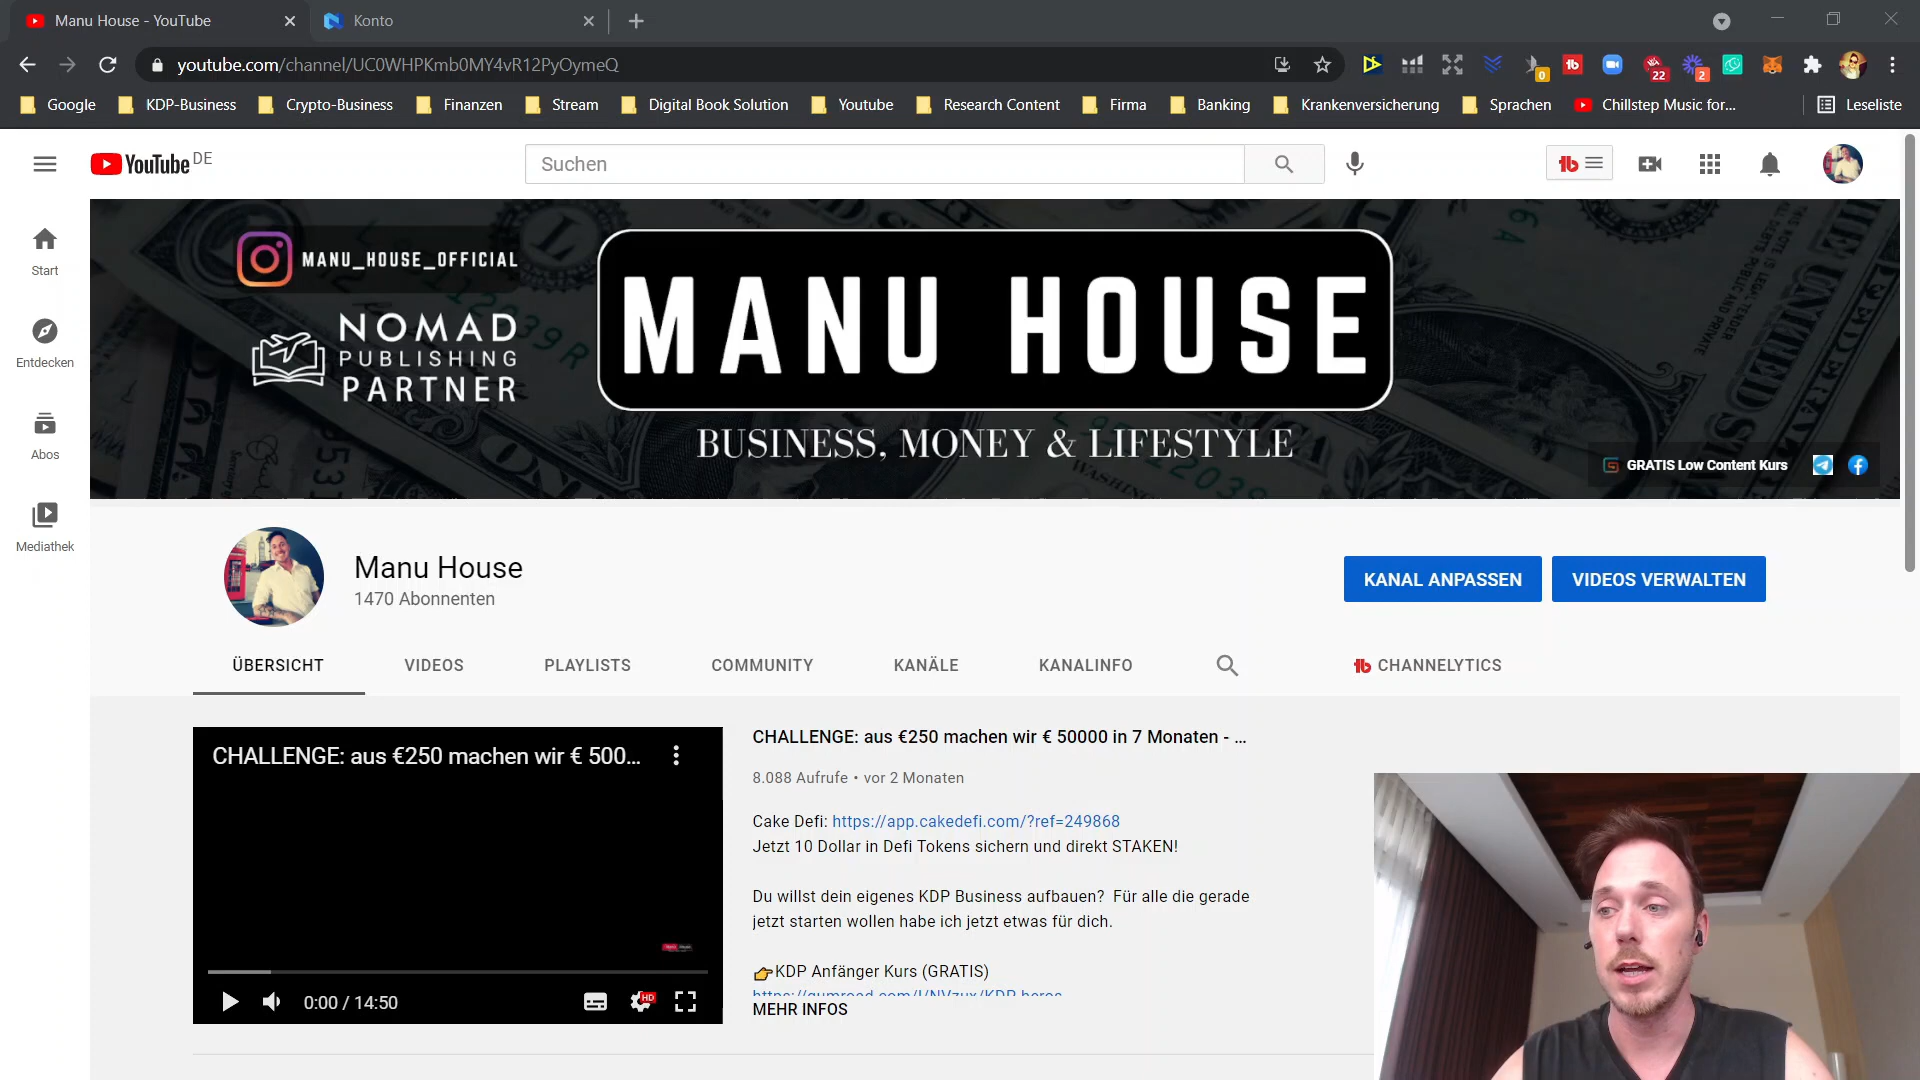 Manu House - YouTube
Konto
youtube.com/channel/UC0WHPKmb0MY4vR12PyOymeQ
0
22
2
Google
KDP-Business
Crypto-Business
Finanzen
Stream
Digital Book Solution
Youtube
Research Content
Firma
Banking
Krankenversicherung
Sprachen
Chillstep Music for...
Leseliste
YouTube DE
Suchen
Start
Entdecken
Abos
Mediathek
MANU_HOUSE_OFFICIAL
NOMAD
PUBLISHING
PARTNER
MANU HOUSE
BUSINESS, MONEY & LIFESTYLE
GRATIS Low Content Kurs
Manu House
1470 Abonnenten
KANAL ANPASSEN
VIDEOS VERWALTEN
ÜBERSICHT
VIDEOS
PLAYLISTS
COMMUNITY
KANÄLE
KANALINFO
CHANNELYTICS
CHALLENGE: aus €250 machen wir € 500...
0:00 / 14:50
HD
CHALLENGE: aus €250 machen wir € 50000 in 7 Monaten - ...
8.088 Aufrufe • vor 2 Monaten
Cake Defi: https://app.cakedefi.com/?ref=249868
Jetzt 10 Dollar in Defi Tokens sichern und direkt STAKEN!
Du willst dein eigenes KDP Business aufbauen? Für alle die gerade
jetzt starten wollen habe ich jetzt etwas für dich.
👉KDP Anfänger Kurs (GRATIS)
MEHR INFOS